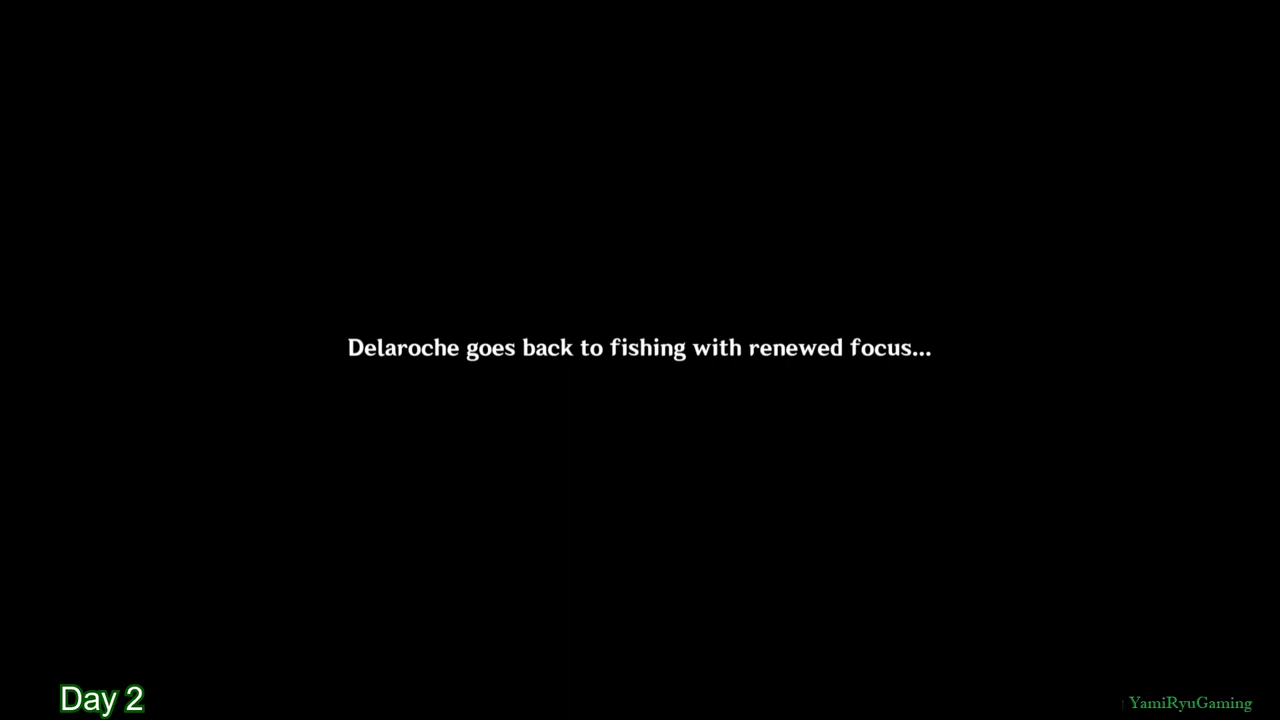 Delaroche goes back to fishing with renewed focus...
Day 2
YamiRyuGaming